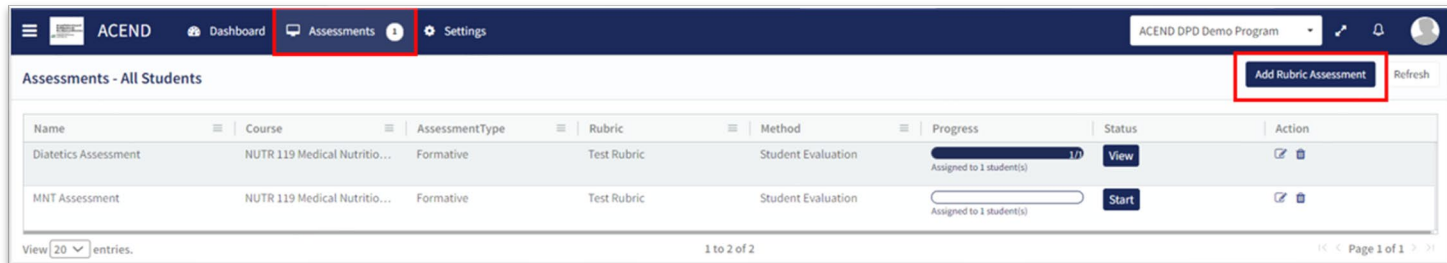 ACEND Dashboard Assessments 1 Settings ACEND DPD Demo Program
Assessments - All Students Add Rubric Assessment Refresh
Name Course AssessmentType Rubric Method Progress Status Action
Diatetics Assessment NUTR 119 Medical Nutritio... Formative Test Rubric Student Evaluation 1/1 View
Assigned to 1 student(s)
MNT Assessment NUTR 119 Medical Nutritio... Formative Test Rubric Student Evaluation Start
Assigned to 1 student(s)
View 20 entries. 1 to 2 of 2 Page 1 of 1